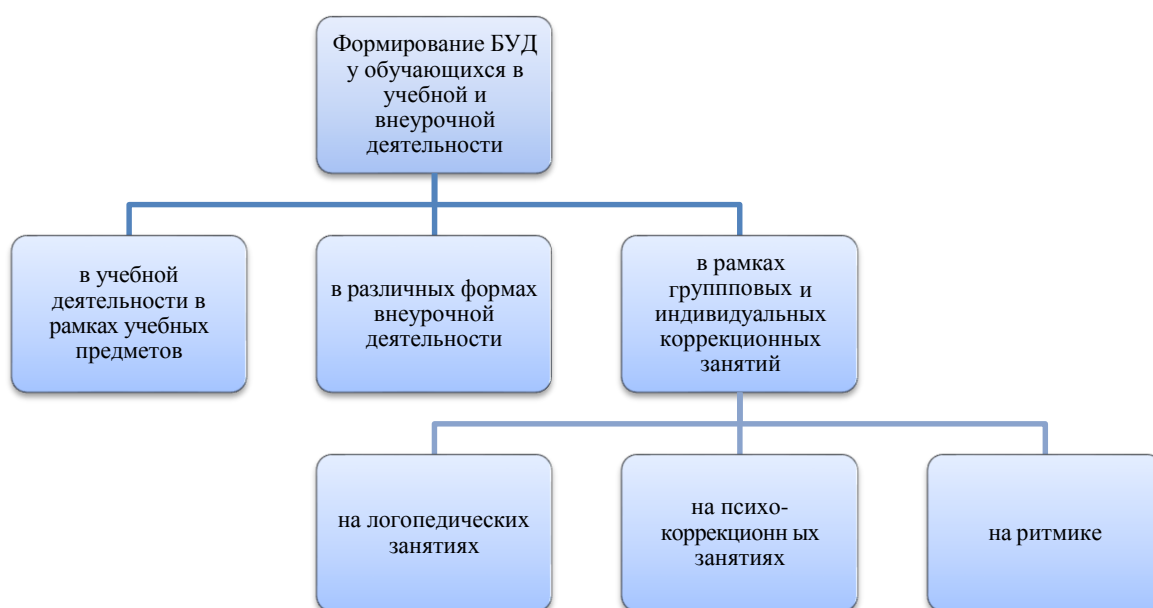 Формирование БУД
у обучающихся в
учебной и
внеурочной
деятельности
в учебной
деятельности в
рамках учебных
предметов
в различных формах
внеурочной
деятельности
в рамках
группповых и
индивидуальных
коррекционных
занятий
на логопедических
занятиях
на психо-
коррекционн ых
занятиях
на ритмике